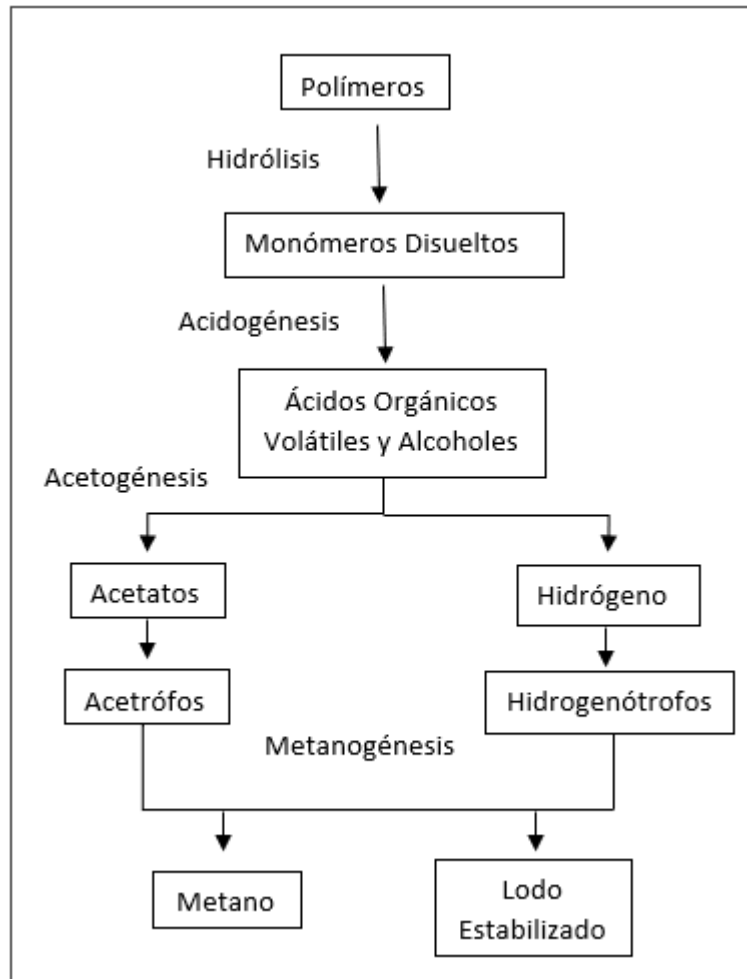 Polímeros
Hidrólisis
Monómeros Disueltos
Acidogénesis
Ácidos Orgánicos
Volátiles y Alcoholes
Acetogénesis
Acetatos
Hidrógeno
Acetrófos
Hidrogenótrofos
Metanogénesis
Metano
Lodo
Estabilizado